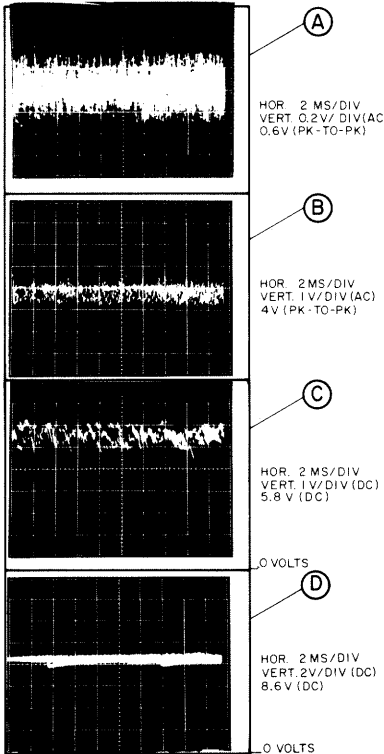 A
HOR. 2 MS/DIV
VERT. 0.2V/ DIV(AC
0.6V (PK-TO-PK)
B
HOR. 2MS/DIV
VERT. 1V/DIV(AC)
4V (PK-TO-PK)
C
HOR. 2 MS/DIV
VERT. 1V/DIV (DC)
5.8 V (DC)
0 VOLTS
D
HOR. 2 MS/DIV
VERT. 2V/DIV (DC)
8.6V (DC)
0 VOLTS